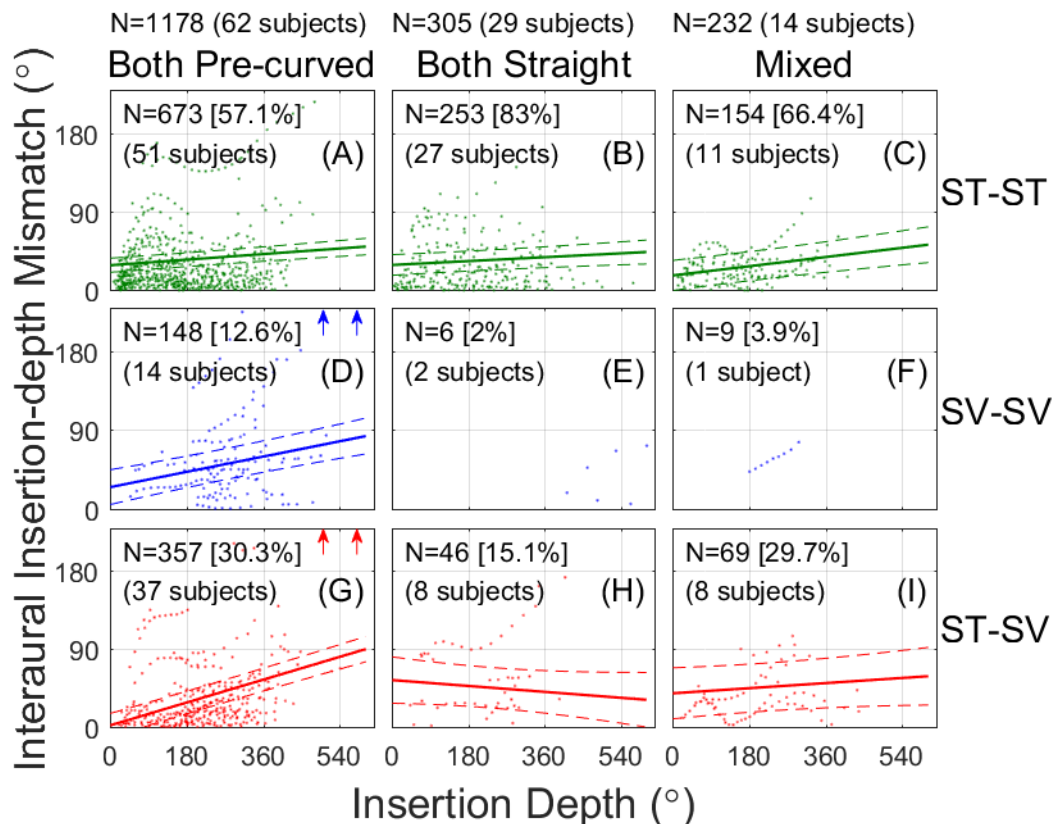 N=1178 (62 subjects) N=305 (29 subjects) N=232 (14 subjects)
Both Pre-curved Both Straight Mixed
Interaural Insertion-depth Mismatch (°)
N=673 [57.1%]
(51 subjects) (A)
N=253 [83%]
(27 subjects) (B)
N=154 [66.4%]
(11 subjects) (C)
ST-ST
180
90
0
N=148 [12.6%]
(14 subjects) (D)
N=6 [2%]
(2 subjects) (E)
N=9 [3.9%]
(1 subject) (F)
SV-SV
180
90
0
N=357 [30.3%]
(37 subjects) (G)
N=46 [15.1%]
(8 subjects) (H)
N=69 [29.7%]
(8 subjects) (I)
ST-SV
180
90
0
0 180 360 540 0 180 360 540 0 180 360 540
Insertion Depth (°)